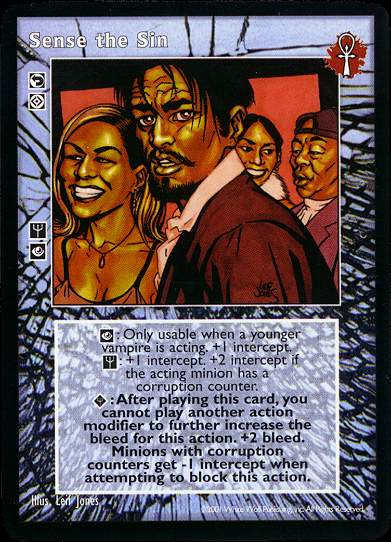 Sense the Sin
LEIF JONES
: Only usable when a younger
vampire is acting. +1 intercept.
: +1 intercept. +2 intercept if
the acting minion has a
corruption counter.
: After playing this card, you
cannot play another action
modifier to further increase the
bleed for this action. +2 bleed.
Minions with corruption
counters get -1 intercept when
attempting to block this action.
Illus. Leif Jones
©2001 White Wolf Publishing, Inc. All Rights Reserved.